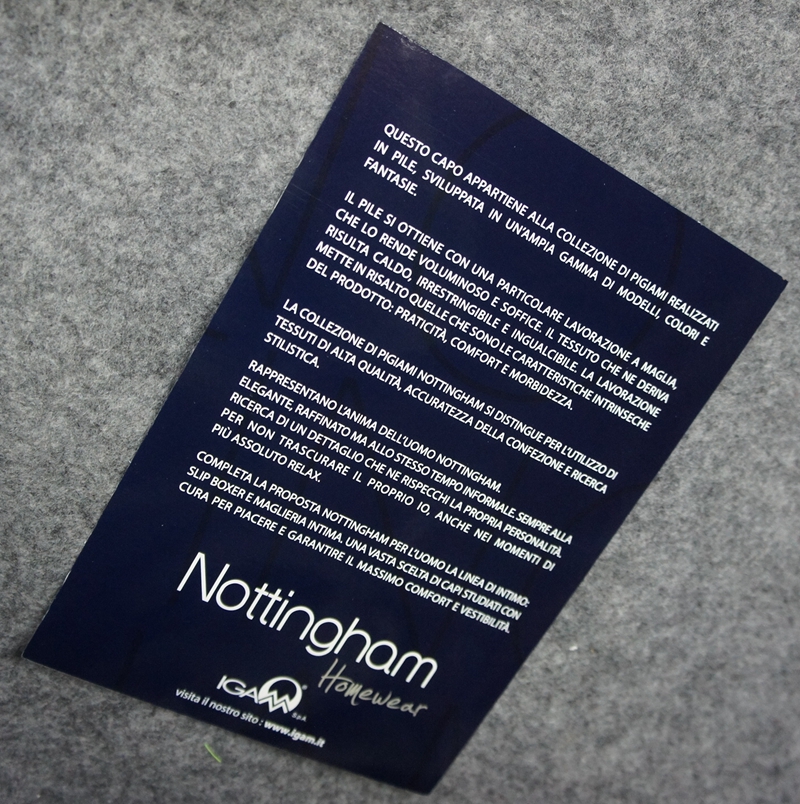 QUESTO CAPO APPARTIENE ALLA COLLEZIONE DI PIGIAMI REALIZZATI
IN PILE, SVILUPPATA IN UN'AMPIA GAMMA DI MODELLI, COLORI E
FANTASIE.
IL PILE SI OTTIENE CON UNA PARTICOLARE LAVORAZIONE A MAGLIA,
CHE LO RENDE VOLUMINOSO E SOFFICE. IL TESSUTO CHE NE DERIVA
RISULTA CALDO, IRRESTRINGIBILE E INGUALCIBILE. LA LAVORAZIONE
METTE IN RISALTO QUELLE CHE SONO LE CARATTERISTICHE INTRINSECHE
DEL PRODOTTO: PRATICITÀ, COMFORT E MORBIDEZZA.
LA COLLEZIONE DI PIGIAMI NOTTINGHAM SI DISTINGUE PER L'UTILIZZO DI
TESSUTI DI ALTA QUALITÀ, ACCURATEZZA DELLA CONFEZIONE E RICERCA
STILISTICA.
RAPPRESENTANO L'ANIMA DELL'UOMO NOTTINGHAM.
ELEGANTE, RAFFINATO MA ALLO STESSO TEMPO INFORMALE. SEMPRE ALLA
RICERCA DI UN DETTAGLIO CHE NE RISPECCHI LA PROPRIA PERSONALITÀ.
PER NON TRASCURARE IL PROPRIO IO, ANCHE NEI MOMENTI DI
PIÙ ASSOLUTO RELAX.
COMPLETA LA PROPOSTA NOTTINGHAM PER L'UOMO LA LINEA DI INTIMO:
SLIP BOXER E MAGLIERIA INTIMA. UNA VASTA SCELTA DI CAPI STUDIATI CON
CURA PER PIACERE E GARANTIRE IL MASSIMO COMFORT E VESTIBILITÀ.
Nottingham
Homewear
IGAM® S.p.A
visita il nostro sito : www.igam.it